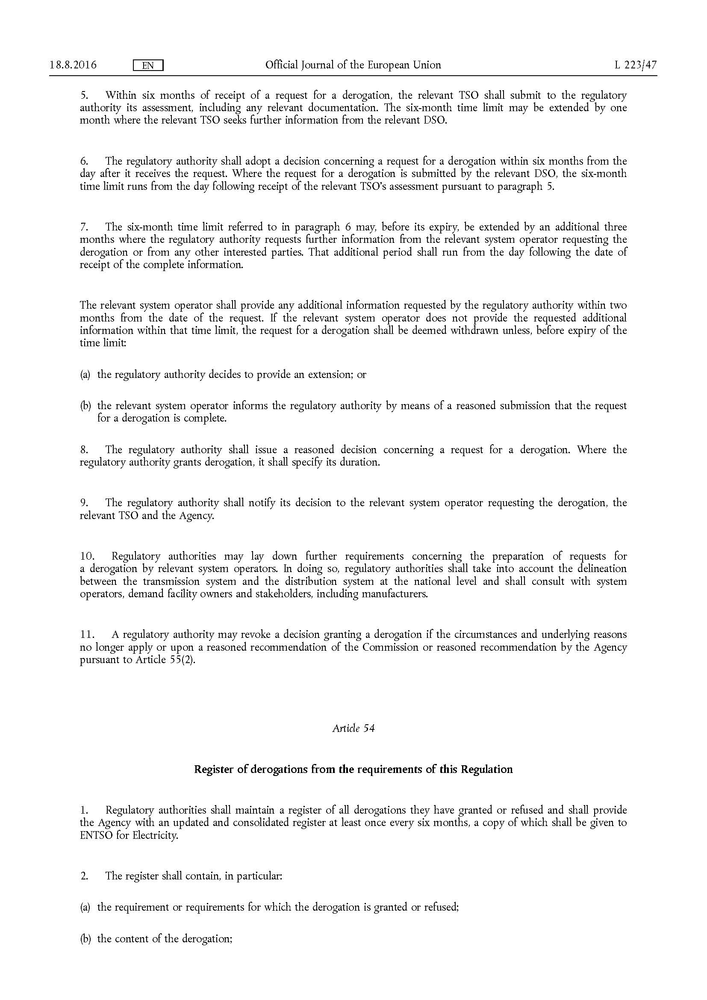 18.8.2016 EN Official Journal of the European Union L 223/47
5. Within six months of receipt of a request for a derogation, the relevant TSO shall submit to the regulatory
authority its assessment, including any relevant documentation. The six-month time limit may be extended by one
month where the relevant TSO seeks further information from the relevant DSO.
6. The regulatory authority shall adopt a decision concerning a request for a derogation within six months from the
day after it receives the request. Where the request for a derogation is submitted by the relevant DSO, the six-month
time limit runs from the day following receipt of the relevant TSO's assessment pursuant to paragraph 5.
7. The six-month time limit referred to in paragraph 6 may, before its expiry, be extended by an additional three
months where the regulatory authority requests further information from the relevant system operator requesting the
derogation or from any other interested parties. That additional period shall run from the day following the date of
receipt of the complete information.
The relevant system operator shall provide any additional information requested by the regulatory authority within two
months from the date of the request. If the relevant system operator does not provide the requested additional
information within that time limit, the request for a derogation shall be deemed withdrawn unless, before expiry of the
time limit:
(a) the regulatory authority decides to provide an extension; or
(b) the relevant system operator informs the regulatory authority by means of a reasoned submission that the request
for a derogation is complete.
8. The regulatory authority shall issue a reasoned decision concerning a request for a derogation. Where the
regulatory authority grants derogation, it shall specify its duration.
9. The regulatory authority shall notify its decision to the relevant system operator requesting the derogation, the
relevant TSO and the Agency.
10. Regulatory authorities may lay down further requirements concerning the preparation of requests for
a derogation by relevant system operators. In doing so, regulatory authorities shall take into account the delineation
between the transmission system and the distribution system at the national level and shall consult with system
operators, demand facility owners and stakeholders, including manufacturers.
11. A regulatory authority may revoke a decision granting a derogation if the circumstances and underlying reasons
no longer apply or upon a reasoned recommendation of the Commission or reasoned recommendation by the Agency
pursuant to Article 55(2).
Article 54
Register of derogations from the requirements of this Regulation
1. Regulatory authorities shall maintain a register of all derogations they have granted or refused and shall provide
the Agency with an updated and consolidated register at least once every six months, a copy of which shall be given to
ENTSO for Electricity.
2. The register shall contain, in particular:
(a) the requirement or requirements for which the derogation is granted or refused;
(b) the content of the derogation;